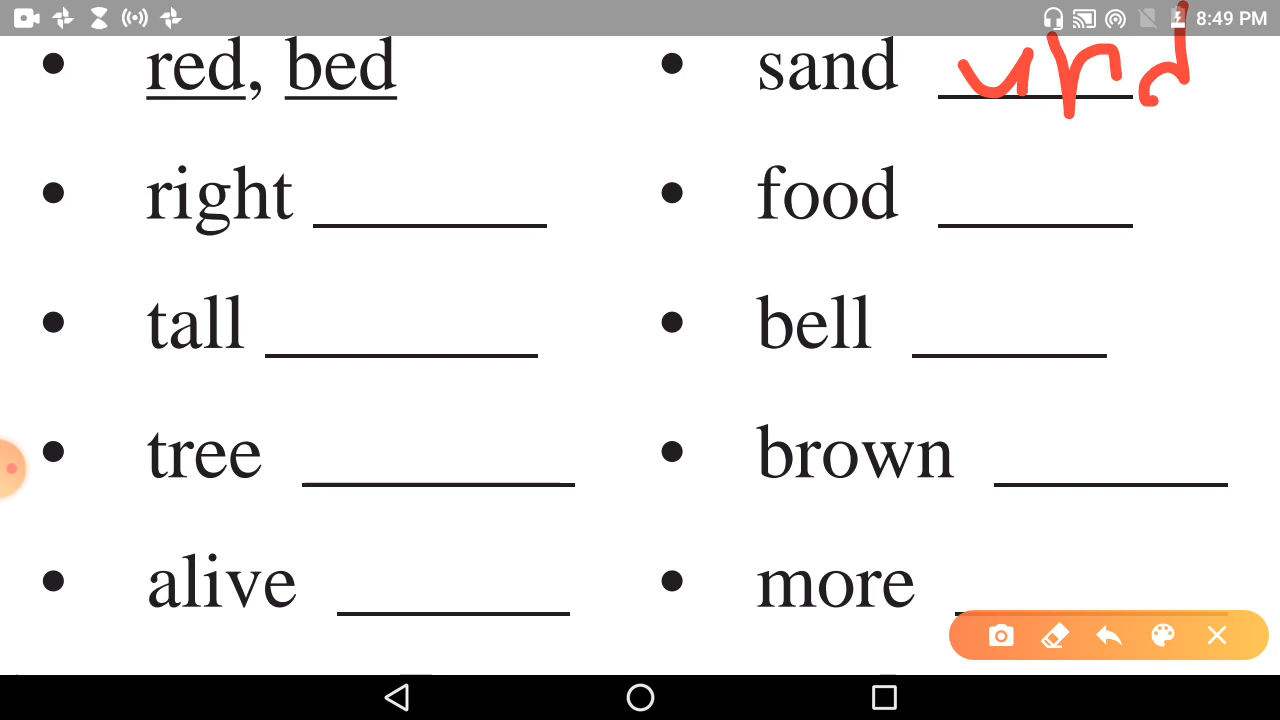 8:49 PM
red, bed
sand
right
food
tall
bell
tree
brown
alive
more